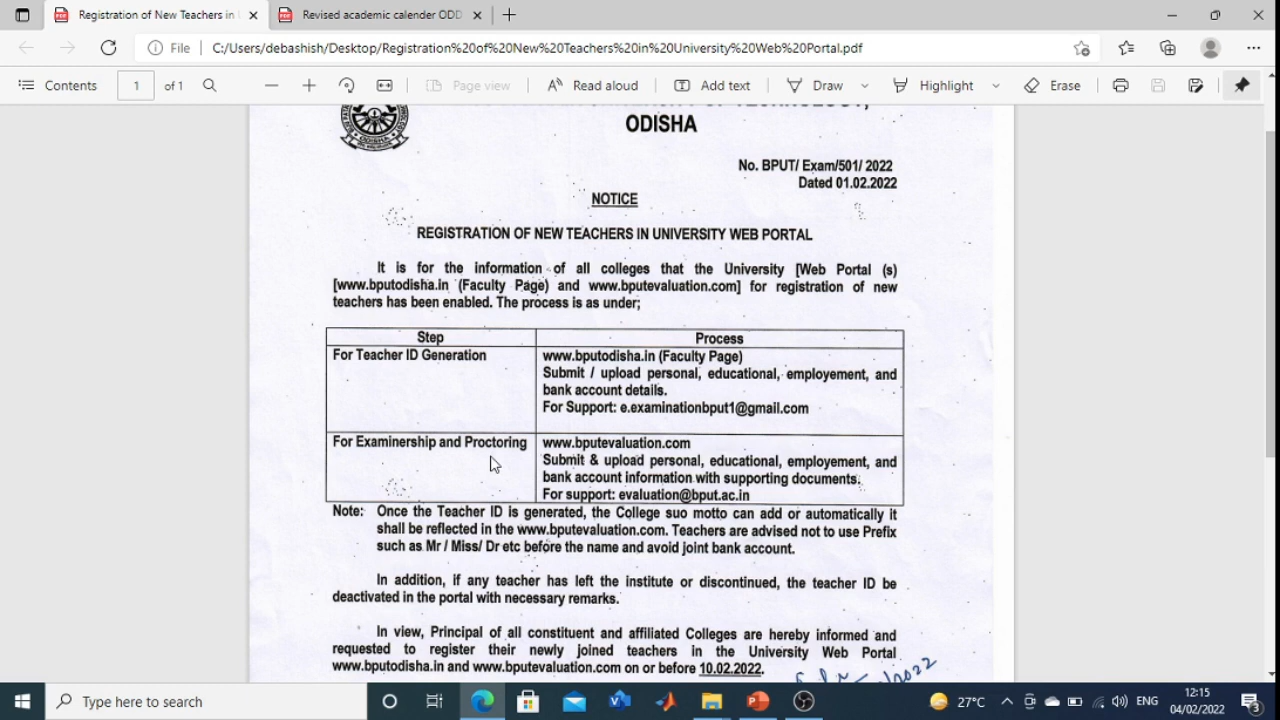 Registration of New Teachers in U
Revised academic calender ODD
File
C:/Users/debashish/Desktop/Registration%20of%20New%20Teachers%20in%20University%20Web%20Portal.pdf
Contents
1
of 1
Page view
Read aloud
Add text
Draw
Highlight
Erase
OF TECHNOLOGY,
ODISHA
No. BPUT/ Exam/501/ 2022
Dated 01.02.2022
NOTICE
REGISTRATION OF NEW TEACHERS IN UNIVERSITY WEB PORTAL
It is for the information of all colleges that the University [Web Portal (s)
[www.bputodisha.in (Faculty Page) and www.bputevaluation.com] for registration of new
teachers has been enabled. The process is as under;
Step
Process
For Teacher ID Generation
www.bputodisha.in (Faculty Page)
Submit / upload personal, educational, employement, and
bank account details.
For Support: e.examinationbput1@gmail.com
For Examinership and Proctoring
www.bputevaluation.com
Submit & upload personal, educational, employement, and
bank account information with supporting documents.
For support: evaluation@bput.ac.in
Note: Once the Teacher ID is generated, the College suo motto can add or automatically it
shall be reflected in the www.bputevaluation.com. Teachers are advised not to use Prefix
such as Mr / Miss/ Dr etc before the name and avoid joint bank account.
In addition, if any teacher has left the institute or discontinued, the teacher ID be
deactivated in the portal with necessary remarks.
In view, Principal of all constituent and affiliated Colleges are hereby informed and
requested to register their newly joined teachers in the University Web Portal
www.bputodisha.in and www.bputevaluation.com on or before 10.02.2022.
Type here to search
27°C
ENG
12:15
04/02/2022
3